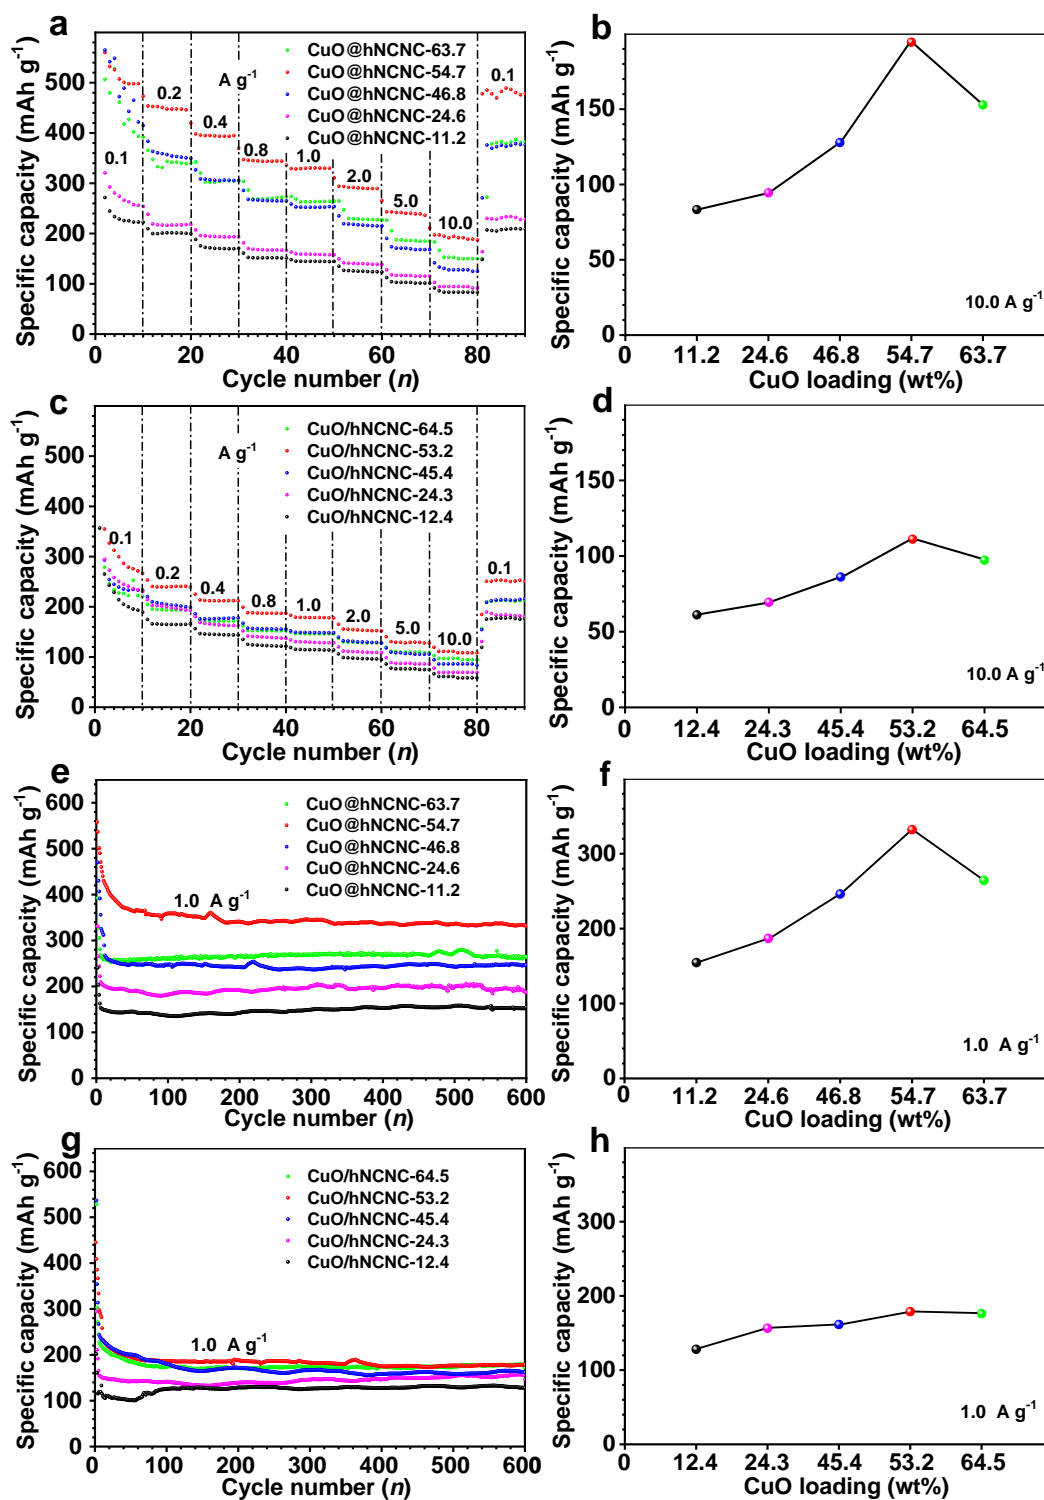 a
Specific capacity (mAh g⁻¹)
500
400
300
200
100
0
CuO@hNCNC-63.7
CuO@hNCNC-54.7
CuO@hNCNC-46.8
CuO@hNCNC-24.6
CuO@hNCNC-11.2
A g⁻¹
0.1
0.2
0.4
0.8
1.0
2.0
5.0
10.0
0.1
0 20 40 60 80
Cycle number (n)
b
Specific capacity (mAh g⁻¹)
150
100
50
0
10.0 A g⁻¹
0 11.2 24.6 46.8 54.7 63.7
CuO loading (wt%)
c
Specific capacity (mAh g⁻¹)
500
400
300
200
100
0
CuO/hNCNC-64.5
CuO/hNCNC-53.2
CuO/hNCNC-45.4
CuO/hNCNC-24.3
CuO/hNCNC-12.4
A g⁻¹
0.1
0.2
0.4
0.8
1.0
2.0
5.0
10.0
0.1
0 20 40 60 80
Cycle number (n)
d
Specific capacity (mAh g⁻¹)
150
100
50
0
10.0 A g⁻¹
0 12.4 24.3 45.4 53.2 64.5
CuO loading (wt%)
e
Specific capacity (mAh g⁻¹)
600
500
400
300
200
100
0
CuO@hNCNC-63.7
CuO@hNCNC-54.7
CuO@hNCNC-46.8
CuO@hNCNC-24.6
CuO@hNCNC-11.2
1.0 A g⁻¹
0 100 200 300 400 500 600
Cycle number (n)
f
Specific capacity (mAh g⁻¹)
300
200
100
0
1.0 A g⁻¹
0 11.2 24.6 46.8 54.7 63.7
CuO loading (wt%)
g
Specific capacity (mAh g⁻¹)
600
500
400
300
200
100
0
CuO/hNCNC-64.5
CuO/hNCNC-53.2
CuO/hNCNC-45.4
CuO/hNCNC-24.3
CuO/hNCNC-12.4
1.0 A g⁻¹
0 100 200 300 400 500 600
Cycle number (n)
h
Specific capacity (mAh g⁻¹)
300
200
100
0
1.0 A g⁻¹
0 12.4 24.3 45.4 53.2 64.5
CuO loading (wt%)